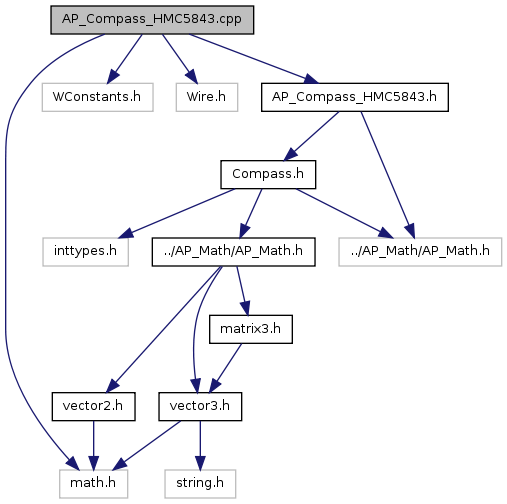 AP_Compass_HMC5843.cpp
WConstants.h
Wire.h
AP_Compass_HMC5843.h
Compass.h
inttypes.h
../AP_Math/AP_Math.h
../AP_Math/AP_Math.h
matrix3.h
vector2.h
vector3.h
math.h
string.h